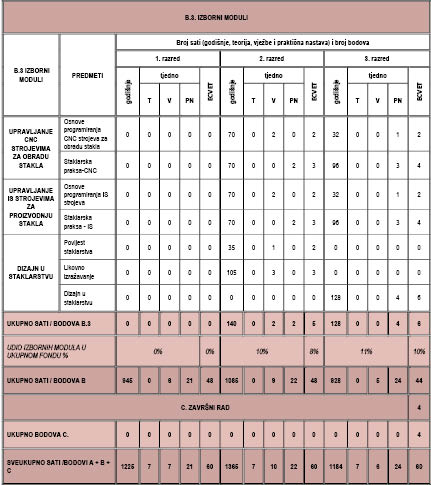 B.3. IZBORNI MODULI
B.3 IZBORNI MODULI PREDMETI Broj sati (godišnje, teorija, vježbe i praktična nastava) i broj bodova
1. razred 2. razred 3. razred
godišnje tjedno ECVET godišnje tjedno ECVET godišnje tjedno ECVET
T V PN T V PN T V PN
UPRAVLJANJE CNC STROJEVIMA ZA OBRADU STAKLA
Osnove programiranja CNC strojeva za obradu stakla 0 0 0 0 0 70 0 2 0 2 32 0 0 1 2
Staklarska praksa-CNC 0 0 0 0 0 70 0 0 2 3 96 0 0 3 4
UPRAVLJANJE IS STROJEVIMA ZA PROIZVODNJU STAKLA
Osnove programiranja IS strojeva 0 0 0 0 0 70 0 2 0 2 32 0 0 1 2
Staklarska praksa - IS 0 0 0 0 0 70 0 0 2 3 96 0 0 3 4
DIZAJN U STAKLARSTVU
Povijest staklarstva 0 0 0 0 0 35 0 1 0 2 0 0 0 0 0
Likovno izražavanje 0 0 0 0 0 105 0 3 0 3 0 0 0 0 0
Dizajn u staklarstvu 0 0 0 0 0 0 0 0 0 0 128 0 0 4 6
UKUPNO SATI / BODOVA B.3 0 0 0 0 0 140 0 2 2 5 128 0 0 4 6
UDIO IZBORNIH MODULA U UKUPNOM FONDU % 0% 0% 10% 8% 11% 10%
UKUPNO SATI / BODOVA B 945 0 6 21 48 1085 0 9 22 48 828 0 5 24 44
C. ZAVRŠNI RAD 4
UKUPNO BODOVA C. 0 0 0 0 0 0 0 0 0 0 0 0 0 0 4
SVEUKUPNO SATI /BODOVI A + B + C 1225 7 7 21 60 1365 7 10 22 60 1184 7 6 24 60